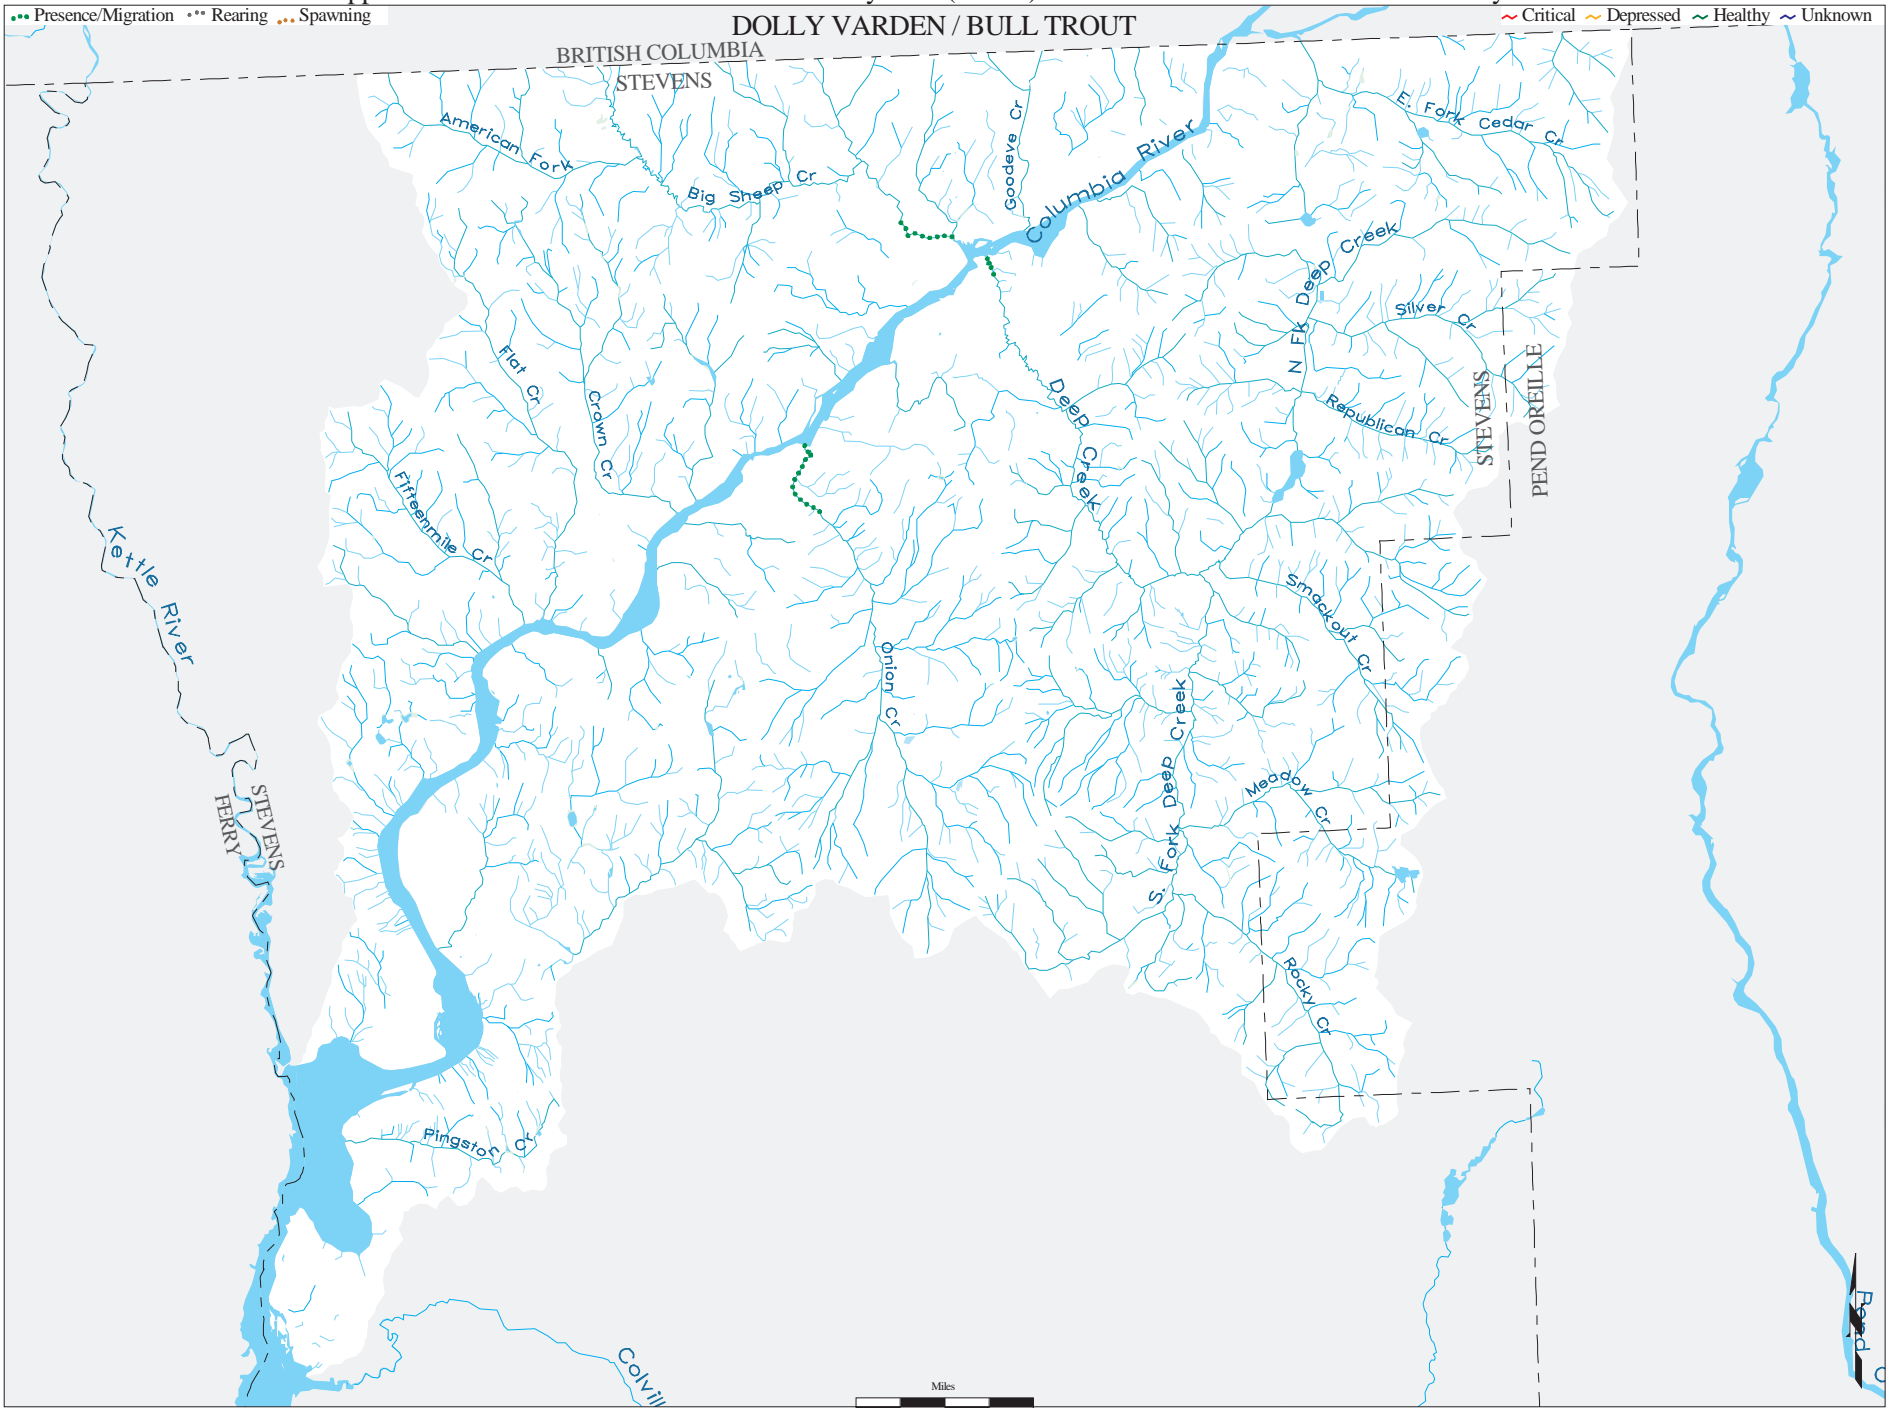 Presence/Migration Rearing Spawning
DOLLY VARDEN / BULL TROUT
Critical Depressed Healthy Unknown
BRITISH COLUMBIA
STEVENS
American Fork
Big Sheep Cr
Goodeve Cr
Columbia River
E. Fork Cedar Cr
N Fk Deep Creek
Silver Cr
Republican Cr
STEVENS
PEND OREILLE
Flat Cr
Crown Cr
Fifteenmile Cr
Deep Creek
Kettle River
Smackout Cr
Onion Cr
S. Fork Deep Creek
Meadow Cr
STEVENS
FERRY
Rocky Cr
Pingston Cr
Colvill
Pend O
Miles